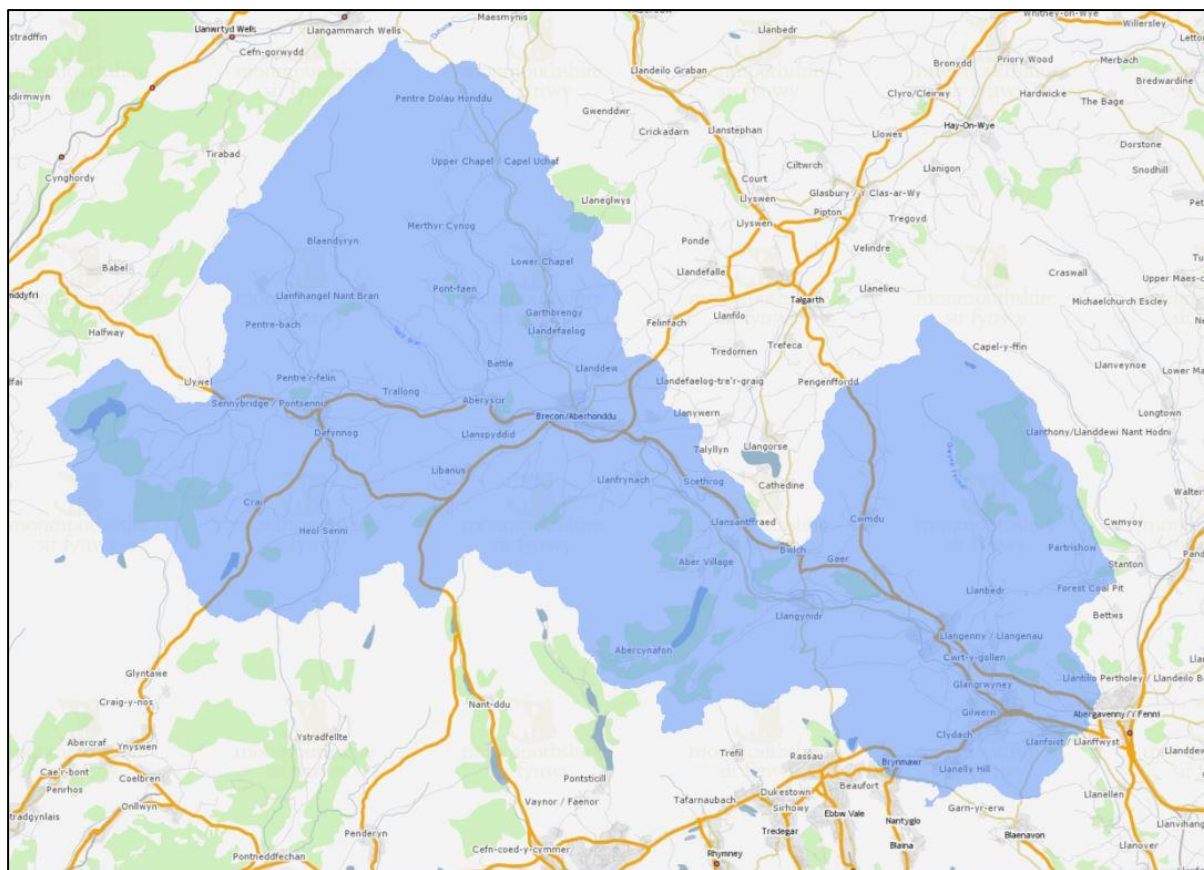 Llanwrtyd Wells
Llangammarch Wells
Maesmynis
Cefn-gorwydd
Llanbedr
Whitney-on-Wye
Willersley
Llandeilo Graban
Bronydd
Priory Wood
Merbach
Bredwardine
Pentre Dalau Honddu
Clyro/Cleirwy
Hardwicke
The Bage
Gwenddwr
Crickadarn
Llanstephan
Llowes
Hay-On-Wye
Dorstone
Tirabad
Cynghordy
Upper Chapel / Capel Uchaf
Ciltwrch
Llanigon
Snodhill
Court
Glasbury / Y Clas-ar-Wy
Llaneglwys
Llyswen
Pipton
Tregoyd
Merthyr Cynog
Llyswen
Blaendyryn
Ponde
Velindre
Lower Chapel
Babel
Llandefalle
Craswall
Llanfihangel Nant Bran
Pont-faen
Talgarth
Llanelieu
Michaelchurch Escley
Garthbrengy
Halfway
Pentre-bach
Llandefaelog
Felinfach
Llanfilo
Trefeca
Capel-y-ffin
Tredomen
Llanveynoe
Battle
Llanddew
Llywel
Pentre 'r-felin
Trallong
Llandefaelog-tre'r-graig
Pengenffordd
Sennybridge / Pontsenni
Aberyscir
Brecon/Aberhonddu
Llanywern
Longtown
Defynnog
Llanspyddid
Talyllyn
Llangorse
Llanthony/Llanddewi Nant Hodni
Libanus
Llanfrynach
Scethrog
Cathedine
Crai
Heol Senni
Llansantffraed
Cwmdu
Cwmyoy
Bwlch
Gaer
Partrishow
Aber Village
Stanton
Llanbedr
Forest Coal Pit
Llangynidr
Bettws
Llangenny / Llangenau
Abercynafon
Cwrt-y-gollen
Glyntawe
Glangrwyney
Craig-y-nos
Nant-ddu
Gilwern
Abergavenny/Y Fenni
Abercraf
Ynyswen
Ystradfellte
Clydach
Llanfoist / Llanffwyst
Trefil
Rassau
Cae'r-bont
Coelbren
Pontsticill
Brynmawr
Llanelly Hill
Penrhos
Beaufort
Llanellen
Onllwyn
Vaynor / Faenor
Tafarnaubach
Dukestown
Sirhowy
Garn-yr-erw
Penderyn
Tredegar
Ebbw Vale
Nantyglo
Blaenavon
Cefn-coed-y-cymmer
Blaina
Llanover
Pontneddfechan
Rhymney